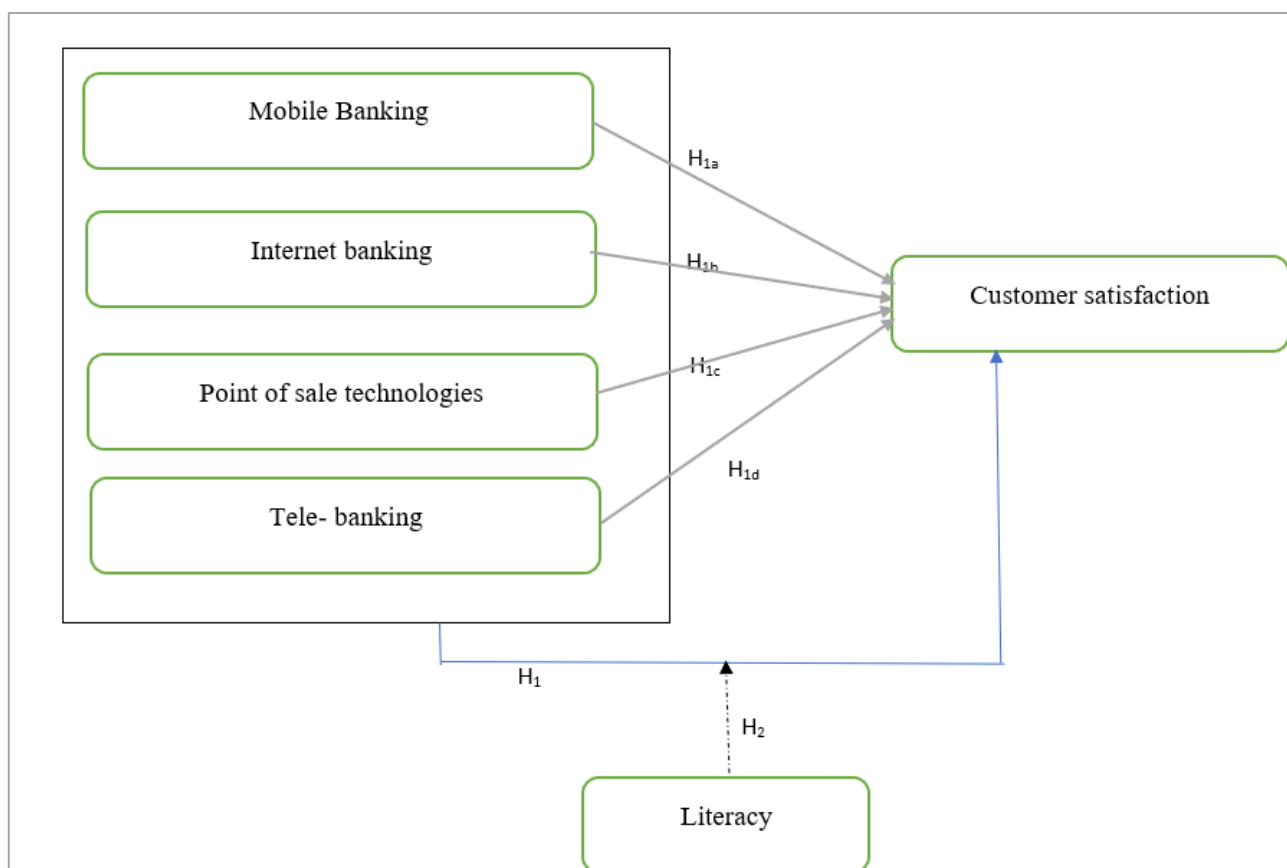 Mobile Banking
H1a
Internet banking
H1b
Customer satisfaction
Point of sale technologies
H1c
H1d
Tele- banking
H1
H2
Literacy